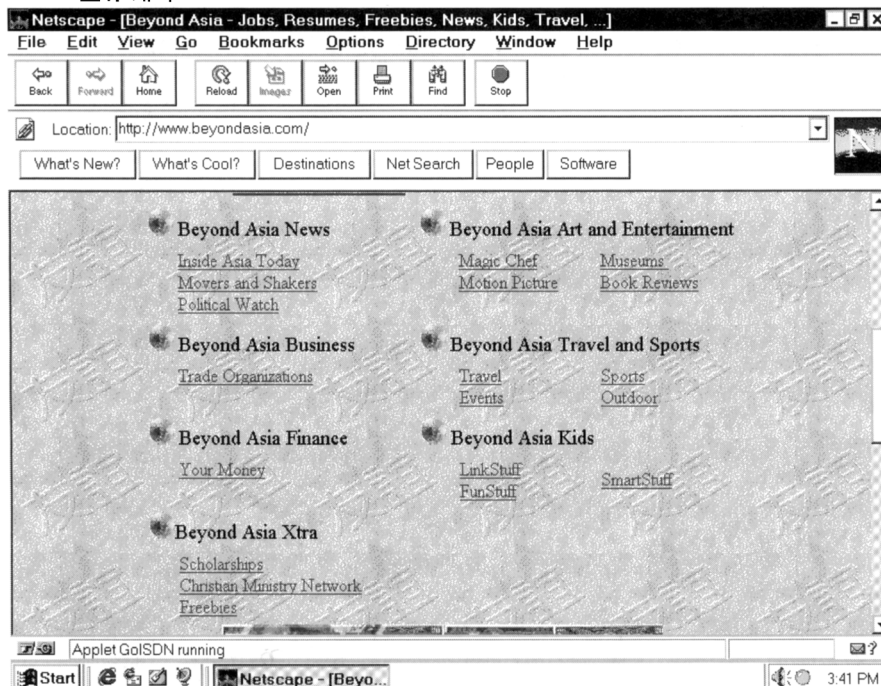 Netscape - [Beyond Asia - Jobs, Resumes, Freebies, News, Kids, Travel, ...]
File Edit View Go Bookmarks Options Directory Window Help
Back Forward Home Reload Images Open Print Find Stop
Location: http://www.beyondasia.com/
N
What's New? What's Cool? Destinations Net Search People Software
Beyond Asia News
Inside Asia Today
Movers and Shakers
Political Watch
Beyond Asia Art and Entertainment
Magic Chef Museums
Motion Picture Book Reviews
Beyond Asia Business
Trade Organizations
Beyond Asia Travel and Sports
Travel Sports
Events Outdoor
Beyond Asia Finance
Your Money
Beyond Asia Kids
LinkStuff SmartStuff
FunStuff
Beyond Asia Xtra
Scholarships
Christian Ministry Network
Freebies
Applet GoISDN running
Start Netscape - [Beyo... 3:41 PM